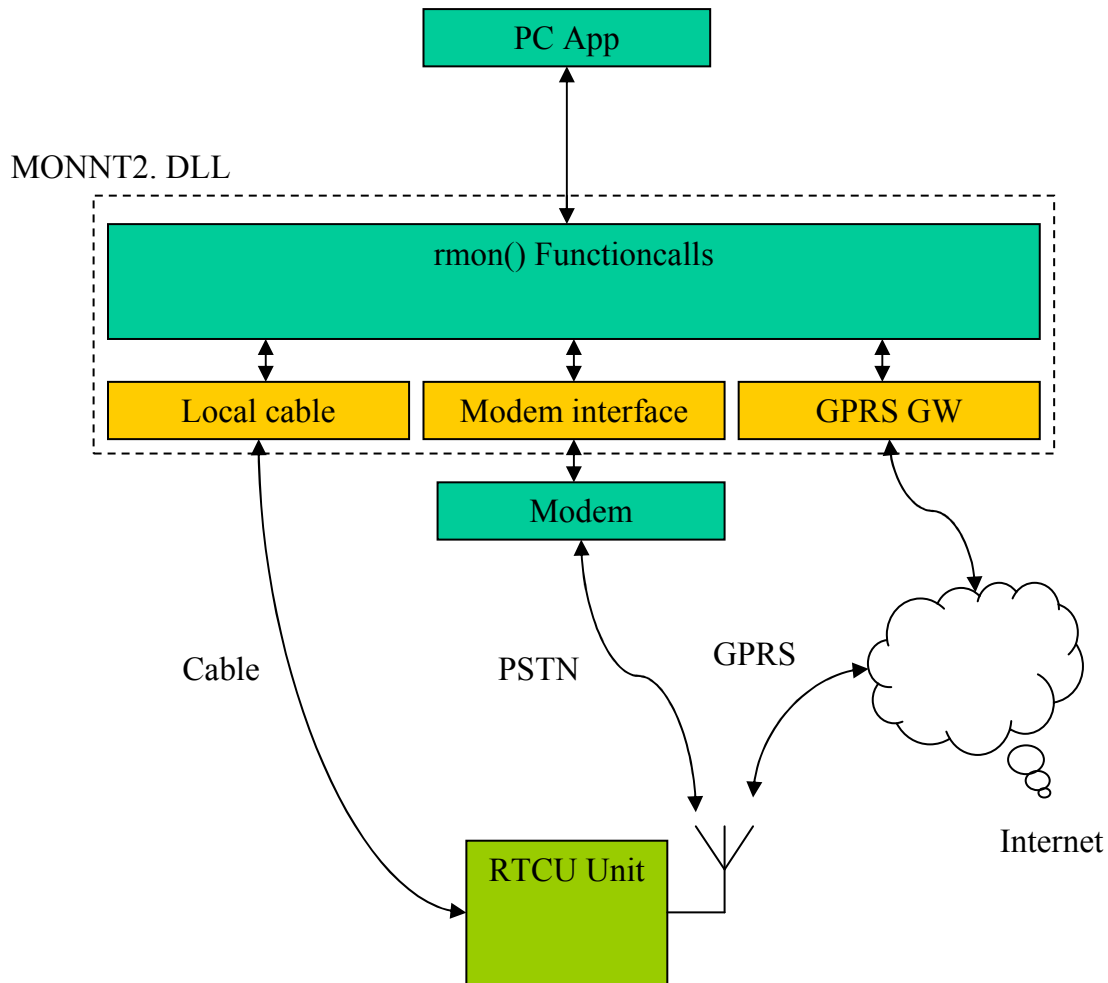 PC App
MONNT2. DLL
rmon() Functioncalls
Local cable
Modem interface
GPRS GW
Modem
Cable
PSTN
GPRS
Internet
RTCU Unit